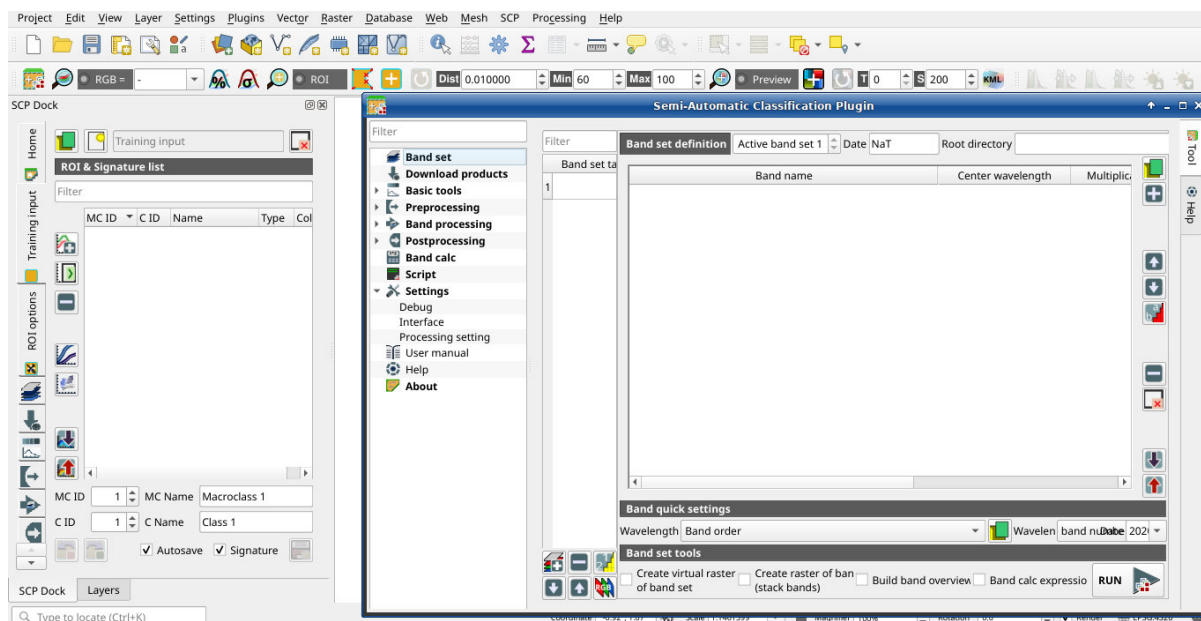 Project Edit View Layer Settings Plugins Vector Raster Database Web Mesh SCP Processing Help
RGB = - ROI Dist 0.010000 Min 60 Max 100 Preview T 0 S 200 KML
SCP Dock
Home
Training input
ROI options
Training input
ROI & Signature list
Filter
MC ID C ID Name Type Col
MC ID 1 MC Name Macroclass 1
C ID 1 C Name Class 1
Autosave Signature
SCP Dock Layers
Type to locate (Ctrl+K)
Semi-Automatic Classification Plugin
Filter
Band set
Download products
Basic tools
Preprocessing
Band processing
Postprocessing
Band calc
Script
Settings
Debug
Interface
Processing setting
User manual
Help
About
Filter
Band set ta
1
Band set definition Active band set 1 Date NaT Root directory
Band name Center wavelength Multiplica
Band quick settings
Wavelength Band order Wavelen band number Date 202
Band set tools
Create virtual raster of band set
Create raster of ban (stack bands)
Build band overview
Band calc expressio
RUN
RGB
Tool
Help